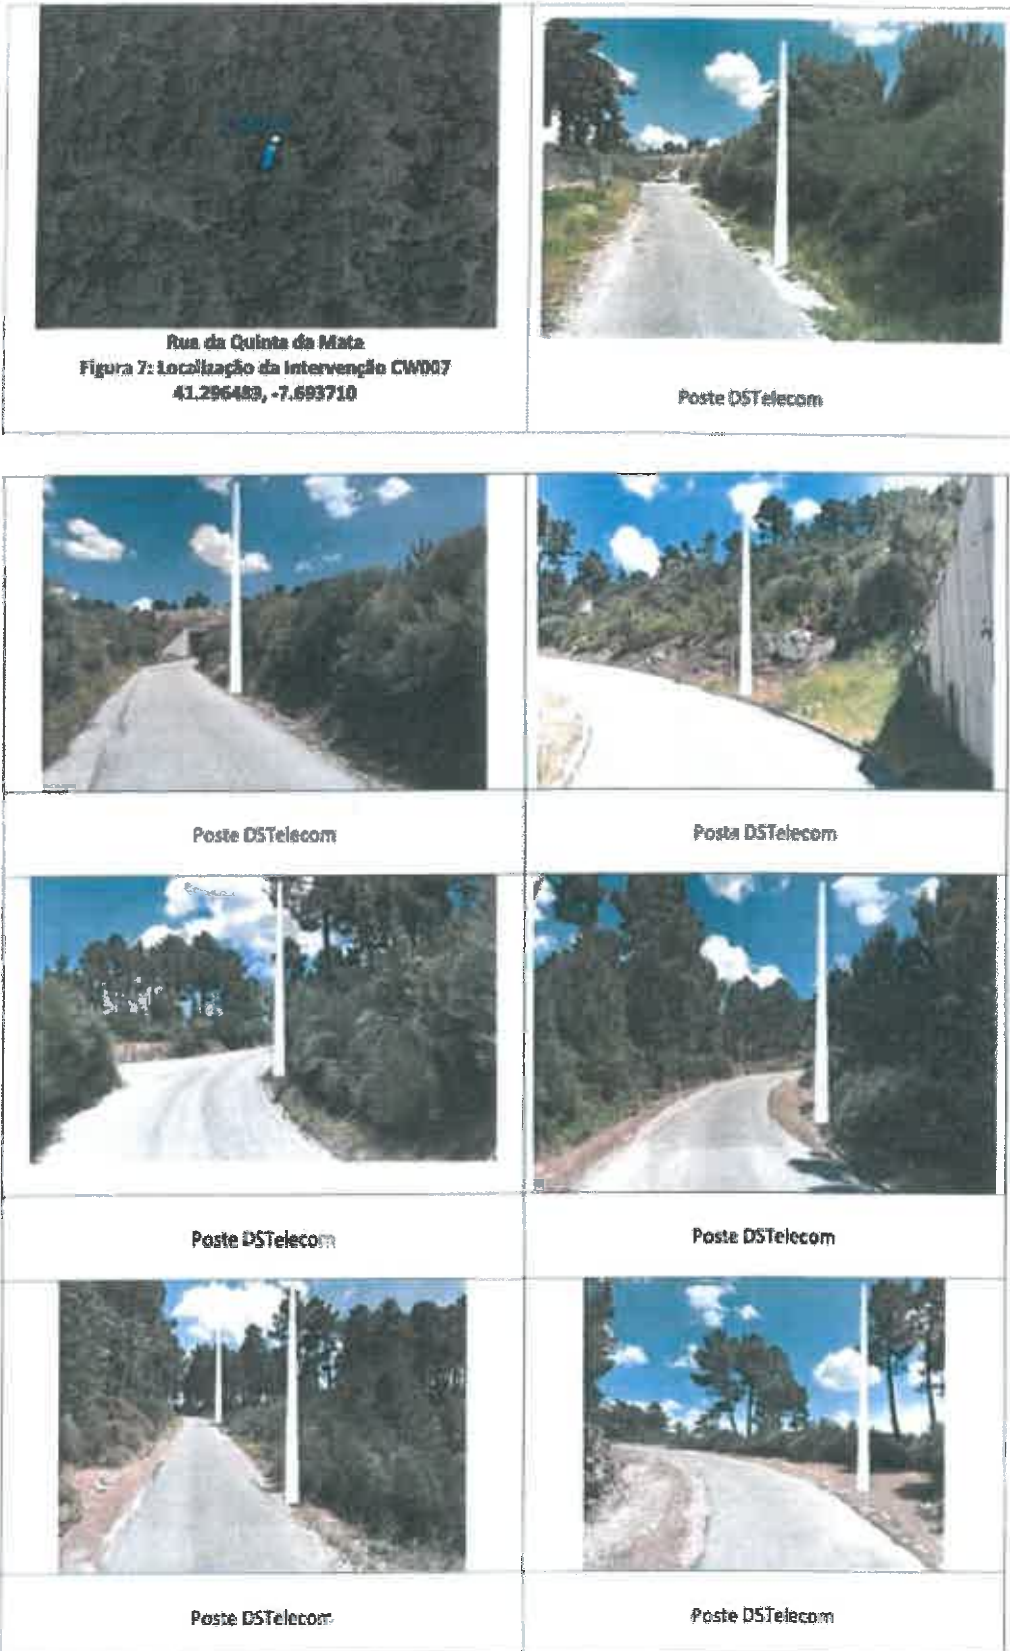 Rua da Quinta da Mata
Figura 7: Localização da Intervenção CW007
41.296483, -7.693710
Poste DSTelecom
Poste DSTelecom
Poste DSTelecom
Poste DSTelecom
Poste DSTelecom
Poste DSTelecom
Poste DSTelecom